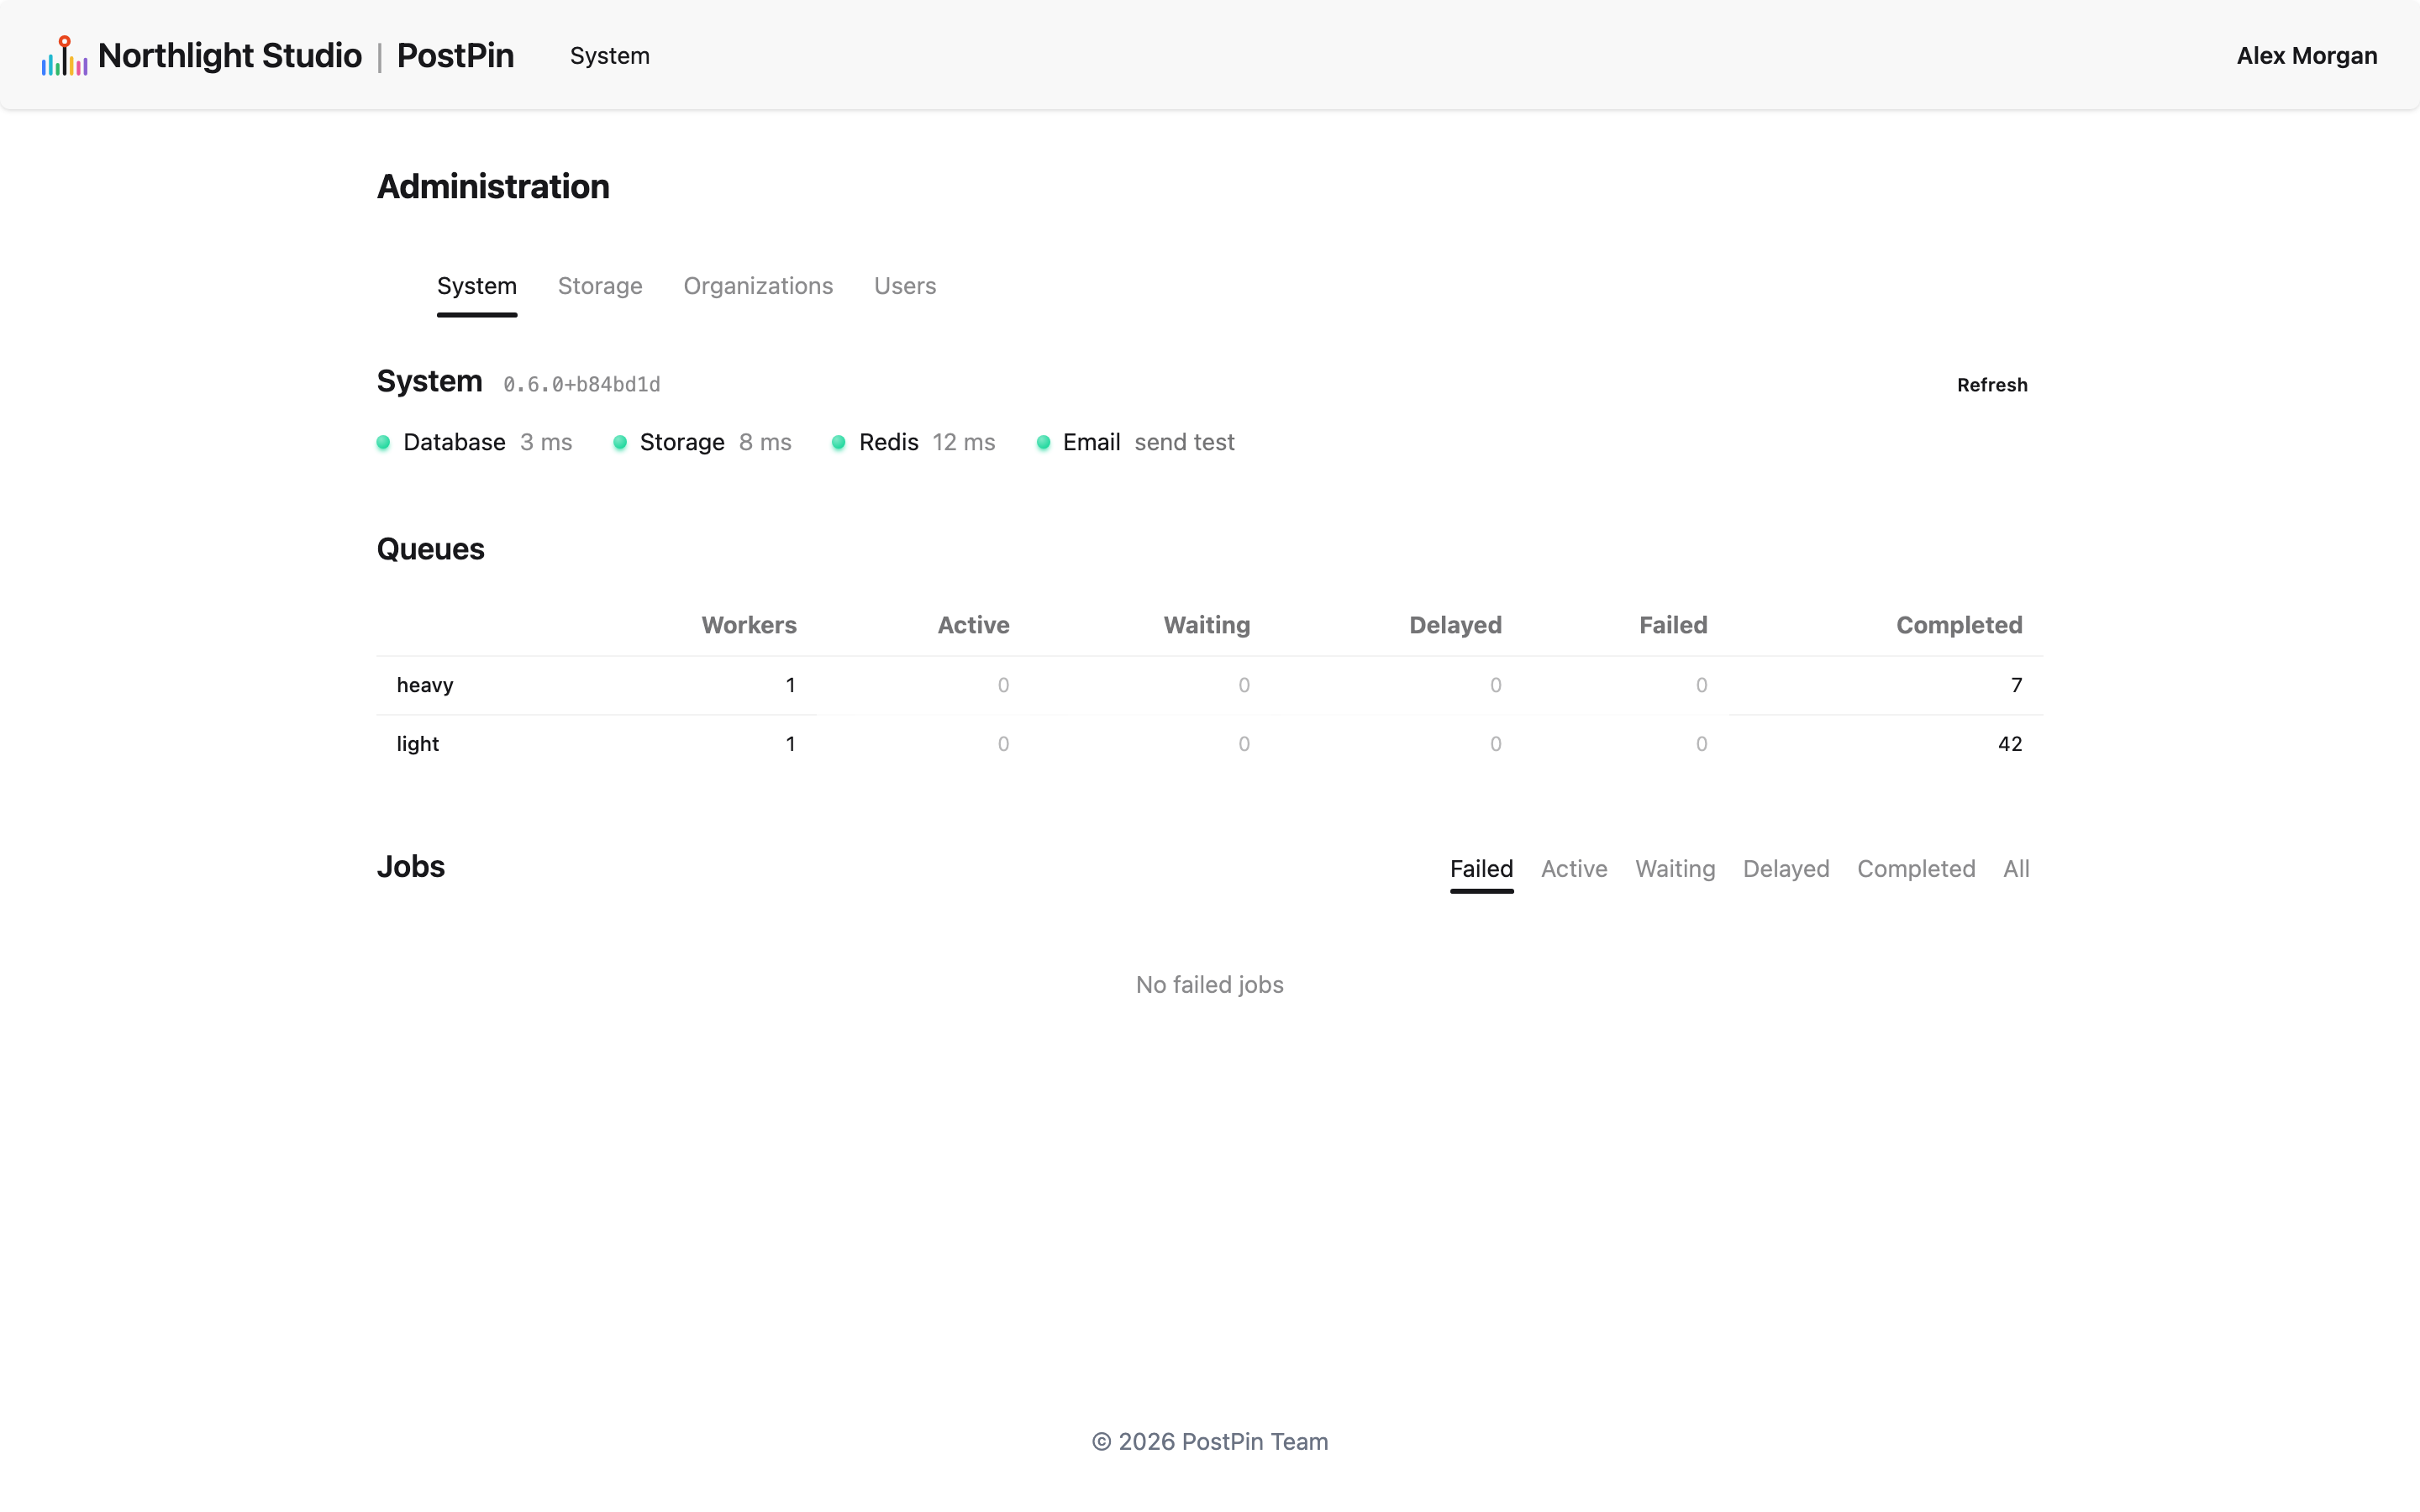 Northlight Studio | PostPin System Alex Morgan
Administration
System Storage Organizations Users
System 0.6.0+b84bd1d Refresh
Database 3 ms Storage 8 ms Redis 12 ms Email send test
Queues
Workers Active Waiting Delayed Failed Completed
heavy 1 0 0 0 0 7
light 1 0 0 0 0 42
Jobs Failed Active Waiting Delayed Completed All
No failed jobs
© 2026 PostPin Team